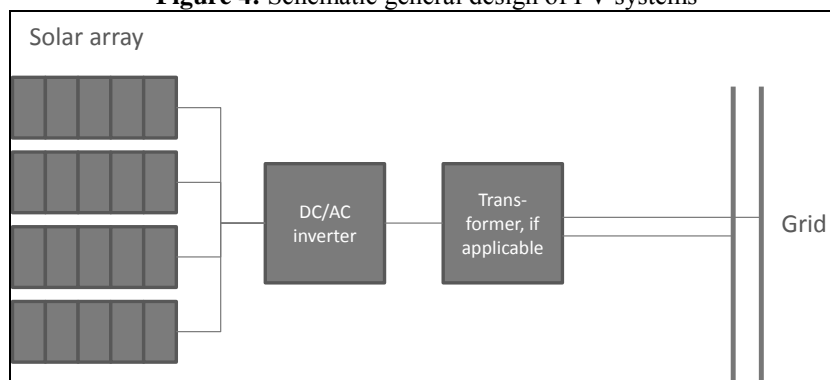 Figure 4: Schematic general design of PV systems
Solar array
DC/AC
inverter
Trans-
former, if
applicable
Grid